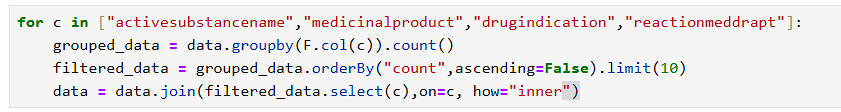 for c in ["activesubstancename","medicinalproduct","drugindication","reactionmeddrapt"]:
    grouped_data = data.groupby(F.col(c)).count()
    filtered_data = grouped_data.orderBy("count",ascending=False).limit(10)
    data = data.join(filtered_data.select(c),on=c, how="inner")